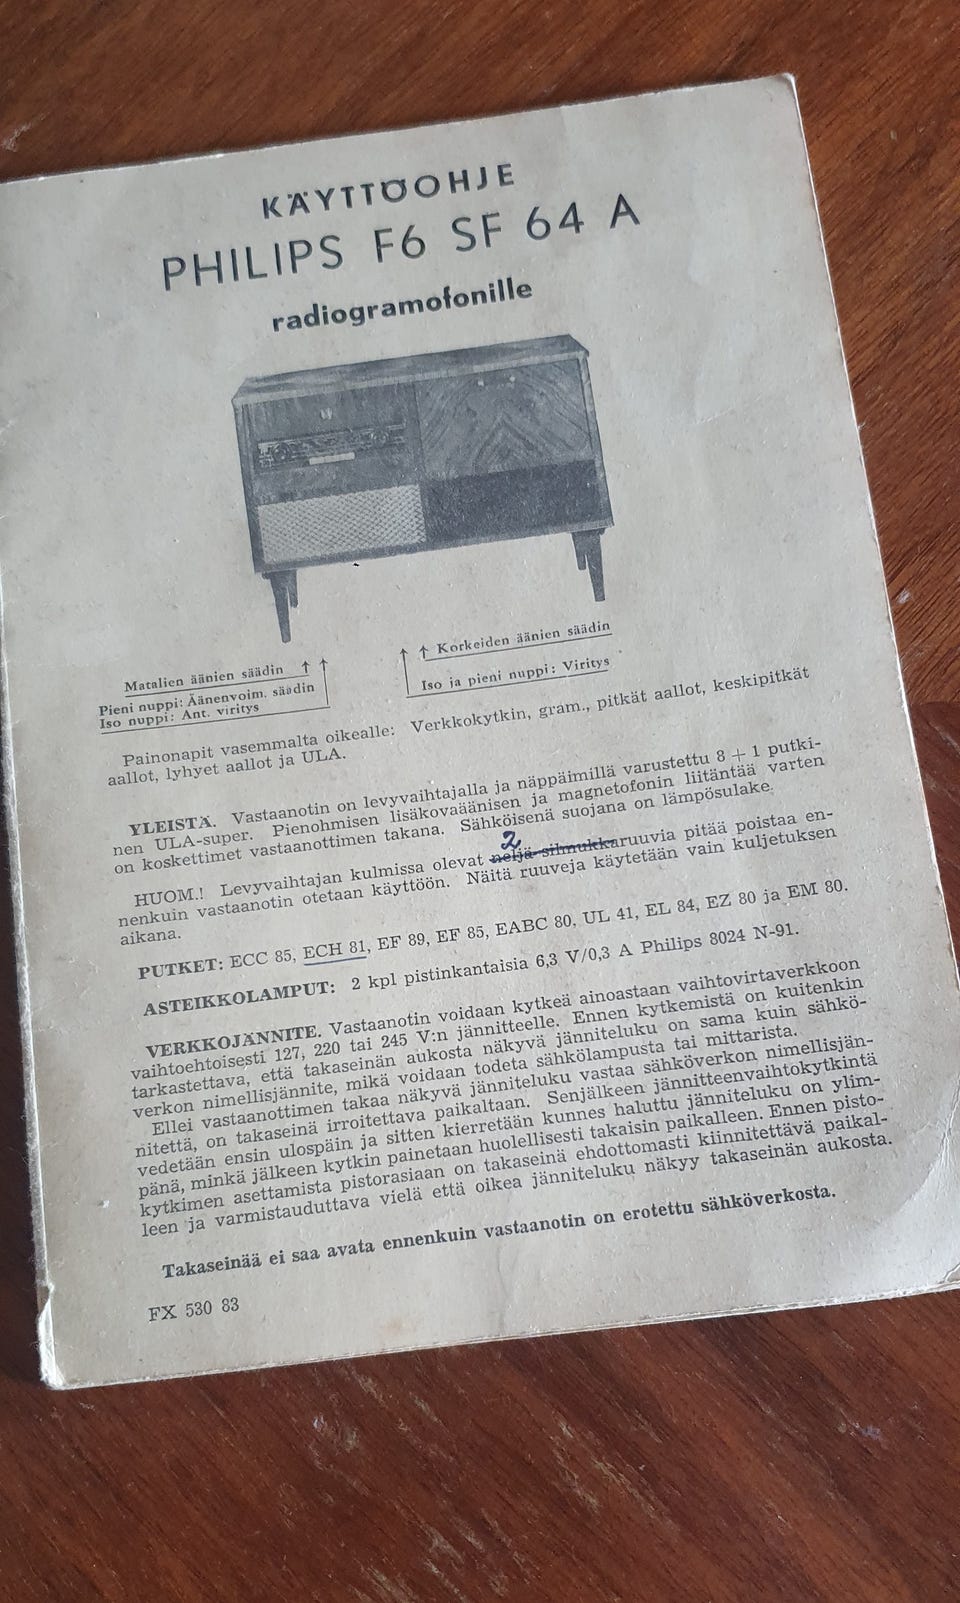 KÄYTTÖOHJE
PHILIPS F6 SF 64 A
radiogramofonille
Matalien äänien säädin ↑ ↑
Pieni nuppi: Äänenvoim. säädin
Iso nuppi: Ant. viritys
↑ ↑ Korkeiden äänien säädin
Iso ja pieni nuppi: Viritys
Painonapit vasemmalta oikealle: Verkkokytkin, gram., pitkät aallot, keskipitkät
aallot, lyhyet aallot ja ULA.
YLEISTÄ. Vastaanotin on levyvaihtajalla ja näppäimillä varustettu 8 + 1 putki-
nen ULA-super. Pienohmisen lisäkovaäänisen ja magnetofonin liitäntää varten
on koskettimet vastaanottimen takana. Sähköisenä suojana on lämpösulake.
2
HUOM.! Levyvaihtajan kulmissa olevat neljä sihnukkaruuvia pitää poistaa en-
nenkuin vastaanotin otetaan käyttöön. Näitä ruuveja käytetään vain kuljetuksen
aikana.
PUTKET: ECC 85, ECH 81, EF 89, EF 85, EABC 80, UL 41, EL 84, EZ 80 ja EM 80.
ASTEIKKOLAMPUT: 2 kpl pistinkantaisia 6,3 V/0,3 A Philips 8024 N-91.
VERKKOJÄNNITE. Vastaanotin voidaan kytkeä ainoastaan vaihtovirtaverkkoon
vaihtoehtoisesti 127, 220 tai 245 V:n jännitteelle. Ennen kytkemistä on kuitenkin
tarkastettava, että takaseinän aukosta näkyvä jänniteluku on sama kuin sähkö-
verkon nimellisjännite, mikä voidaan todeta sähkölampusta tai mittarista.
Ellei vastaanottimen takaa näkyvä jänniteluku vastaa sähköverkon nimellisjän-
nitettä, on takaseinä irroitettava paikaltaan. Senjälkeen jännitteenvaihtokytkintä
vedetään ensin ulospäin ja sitten kierretään kunnes haluttu jänniteluku on ylim-
pänä, minkä jälkeen kytkin painetaan huolellisesti takaisin paikalleen. Ennen pisto-
kytkimen asettamista pistorasiaan on takaseinä ehdottomasti kiinnitettävä paikal-
leen ja varmistauduttava vielä että oikea jänniteluku näkyy takaseinän aukosta.
Takaseinää ei saa avata ennenkuin vastaanotin on erotettu sähköverkosta.
FX 530 83